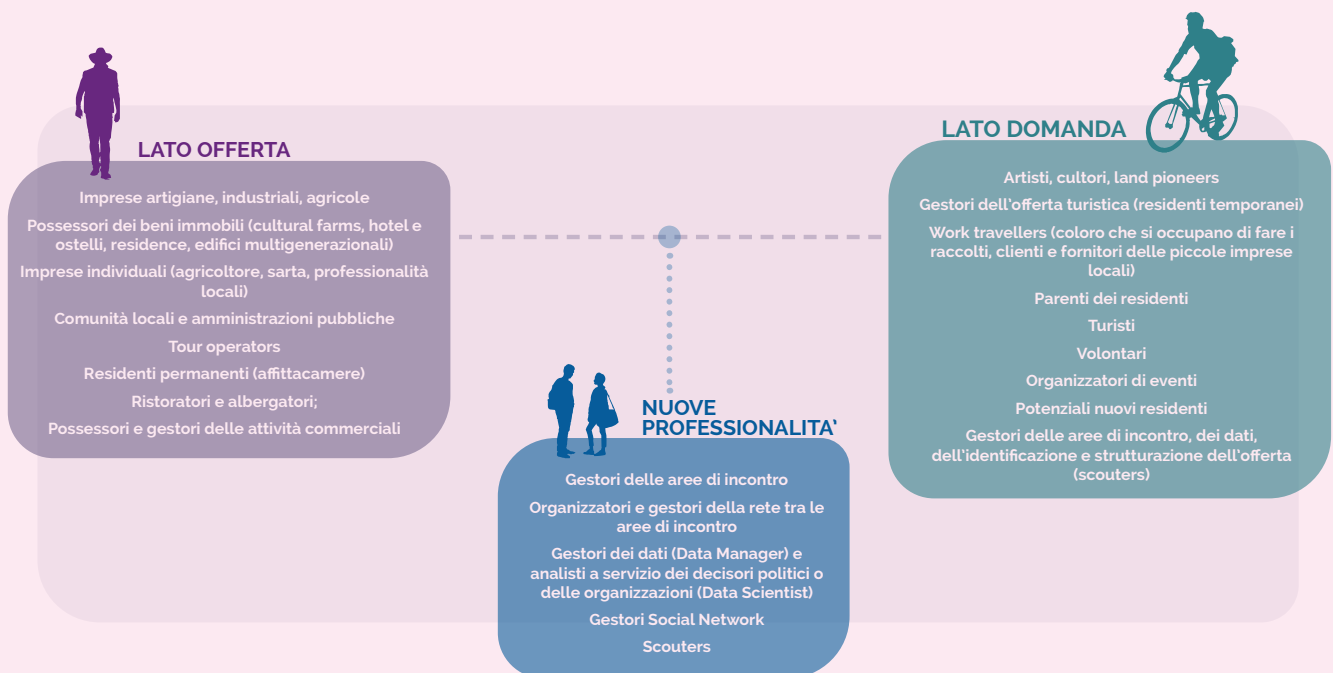 LATO OFFERTA
Imprese artigiane, industriali, agricole
Possessori dei beni immobili (cultural farms, hotel e
ostelli, residence, edifici multigenerazionali)
Imprese individuali (agricoltore, sarta, professionalità
locali)
Comunità locali e amministrazioni pubbliche
Tour operators
Residenti permanenti (affittacamere)
Ristoratori e albergatori;
Possessori e gestori delle attività commerciali
LATO DOMANDA
Artisti, cultori, land pioneers
Gestori dell'offerta turistica (residenti temporanei)
Work travellers (coloro che si occupano di fare i
raccolti, clienti e fornitori delle piccole imprese
locali)
Parenti dei residenti
Turisti
Volontari
Organizzatori di eventi
Potenziali nuovi residenti
Gestori delle aree di incontro, dei dati,
dell'identificazione e strutturazione dell'offerta
(scouters)
NUOVE
PROFESSIONALITA'
Gestori delle aree di incontro
Organizzatori e gestori della rete tra le
aree di incontro
Gestori dei dati (Data Manager) e
analisti a servizio dei decisori politici o
delle organizzazioni (Data Scientist)
Gestori Social Network
Scouters